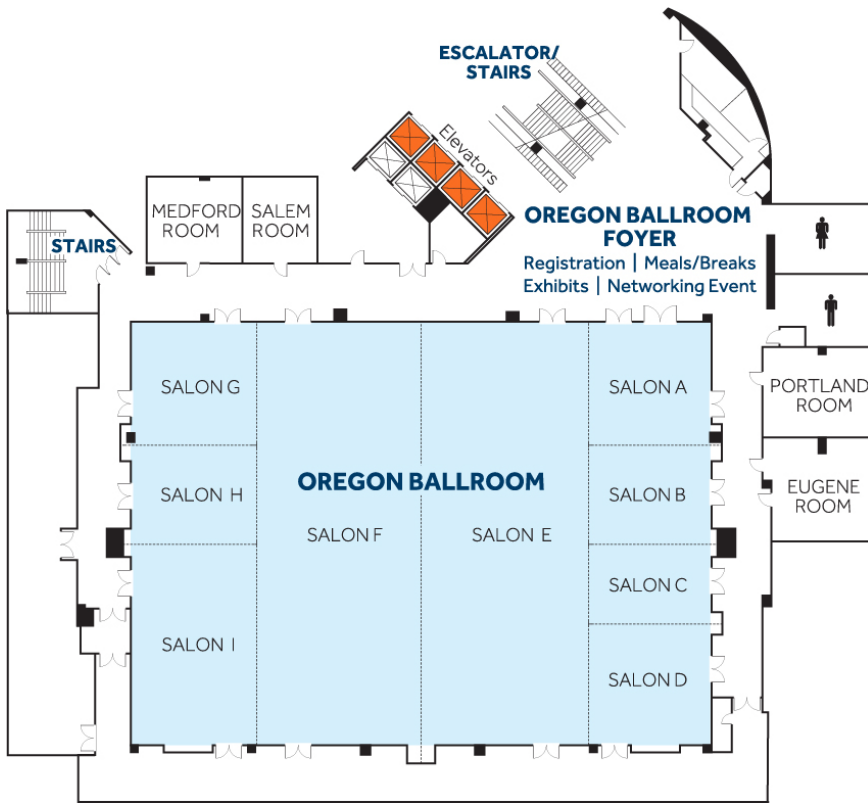 ESCALATOR/
STAIRS
Elevators
MEDFORD
ROOM
SALEM
ROOM
OREGON BALLROOM
FOYER
Registration | Meals/Breaks
Exhibits | Networking Event
STAIRS
SALON G
SALON A
PORTLAND
ROOM
OREGON BALLROOM
SALON H
SALON B
EUGENE
ROOM
SALON F
SALON E
SALON C
SALON I
SALON D